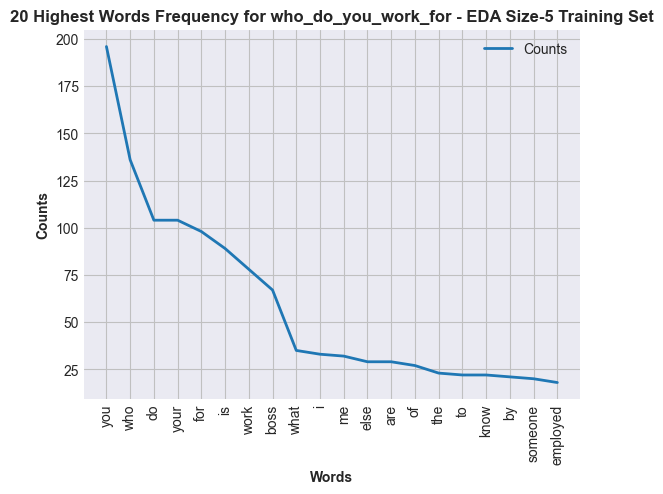 20 Highest Words Frequency for who_do_you_work_for - EDA Size-5 Training Set
Counts
200
175
150
125
100
75
50
25
Counts
you
who
do
your
for
is
work
boss
what
i
me
else
are
of
the
to
know
by
someone
employed
Words